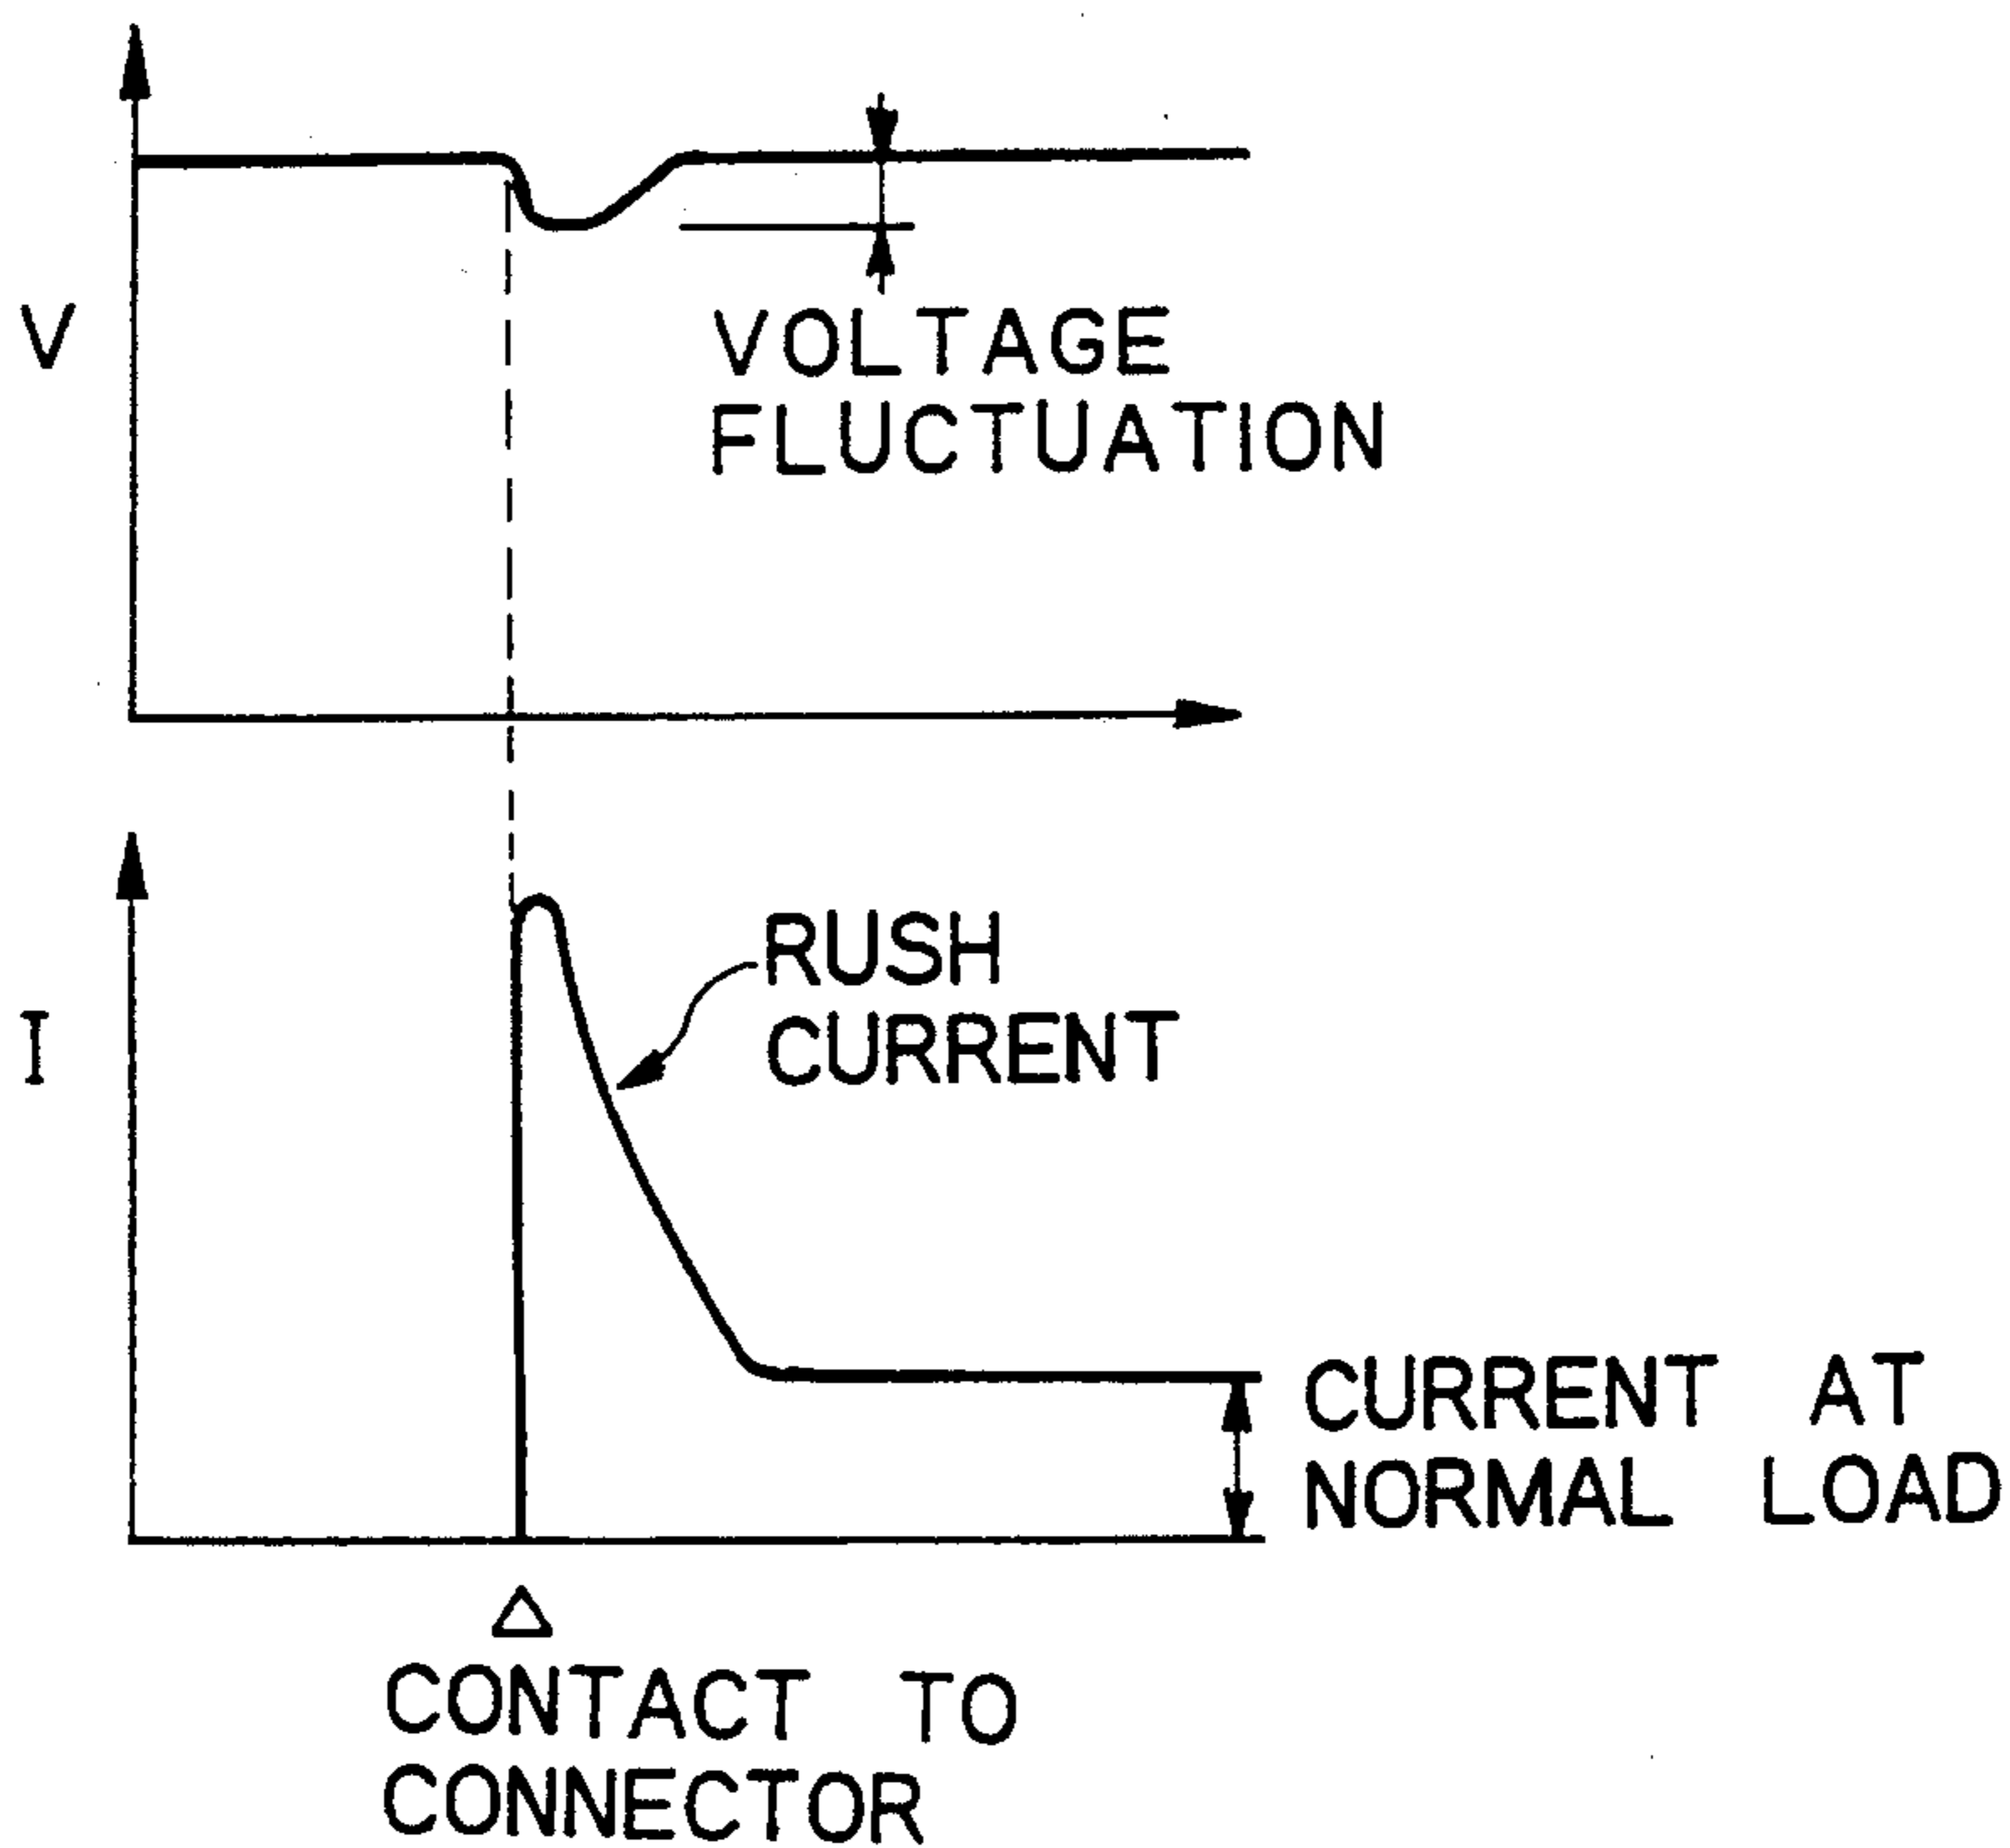 V
VOLTAGE
FLUCTUATION
I
RUSH
CURRENT
CURRENT AT
NORMAL LOAD
CONTACT TO
CONNECTOR